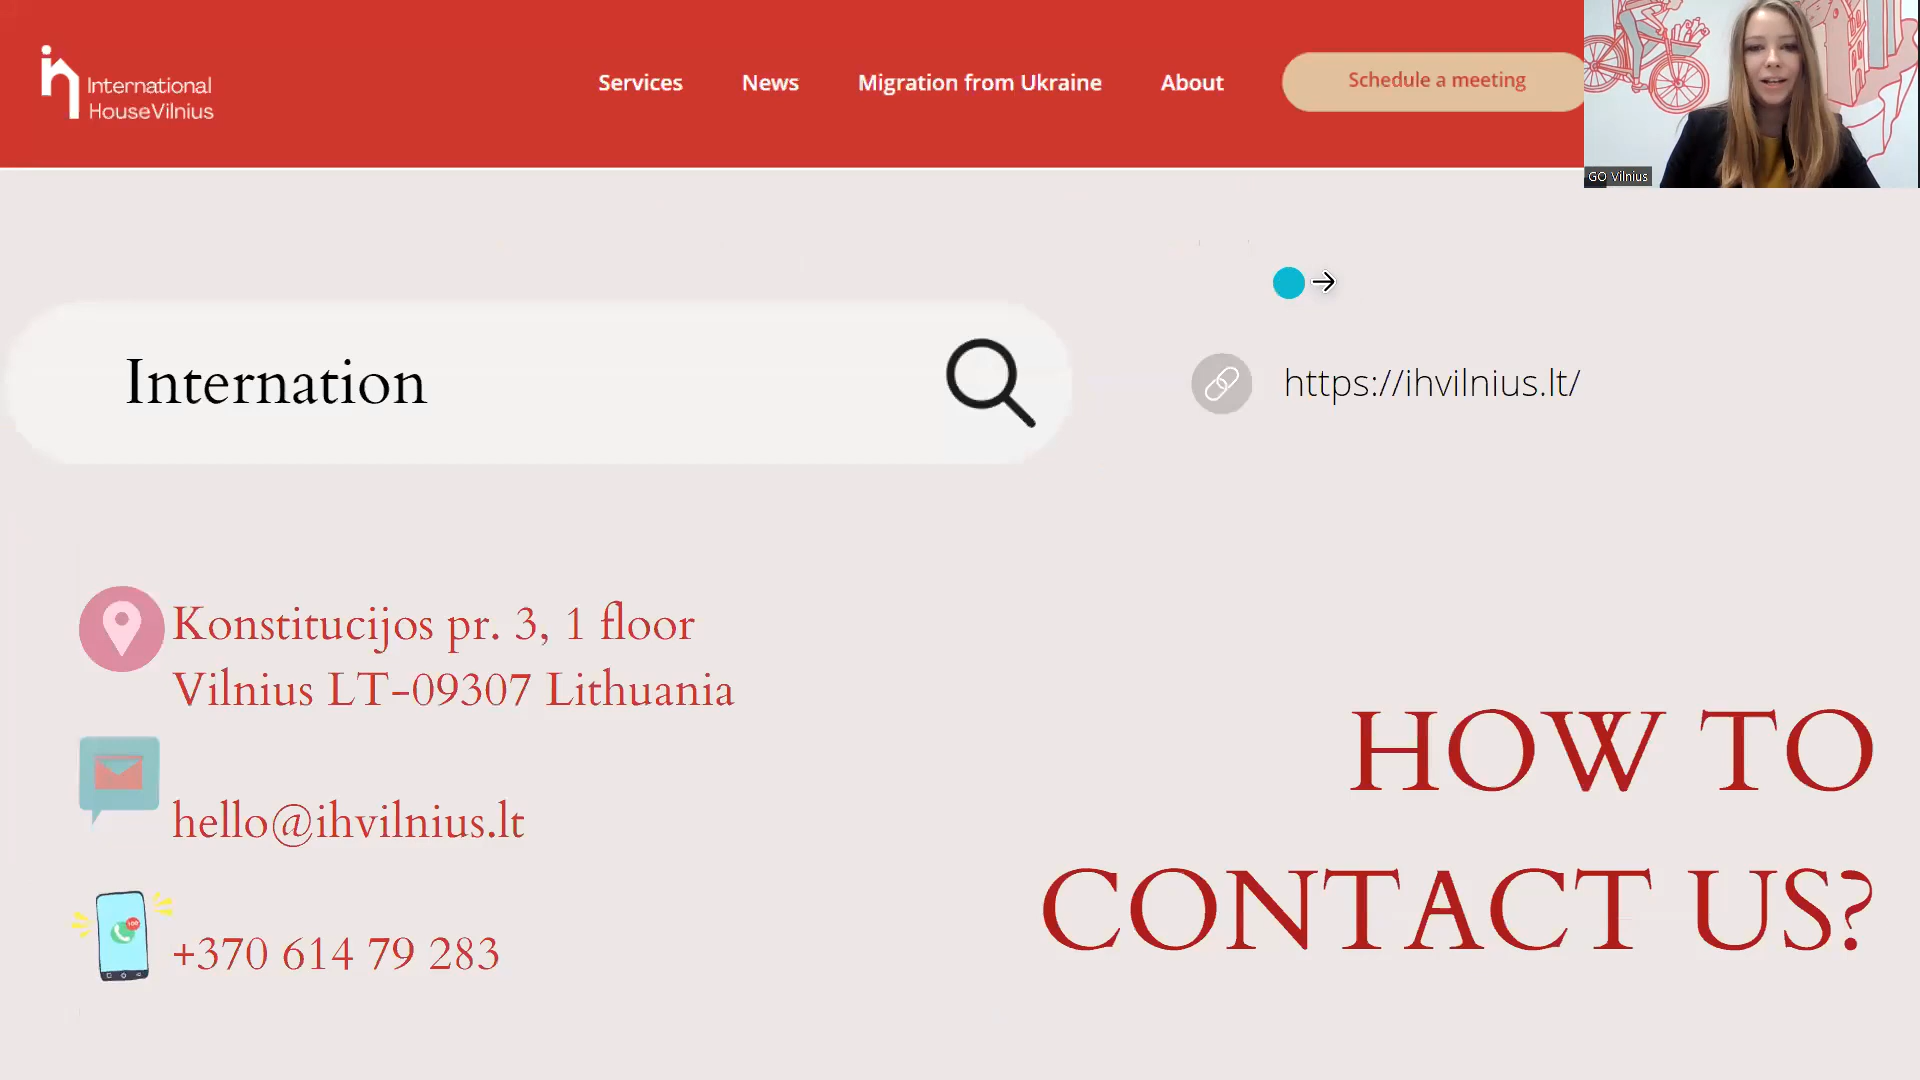 International
HouseVilnius
Services
News
Migration from Ukraine
About
Schedule a meeting
GO Vilnius
Internation
https://ihvilnius.lt/
Konstitucijos pr. 3, 1 floor
Vilnius LT-09307 Lithuania
hello@ihvilnius.lt
+370 614 79 283
HOW TO
CONTACT US?